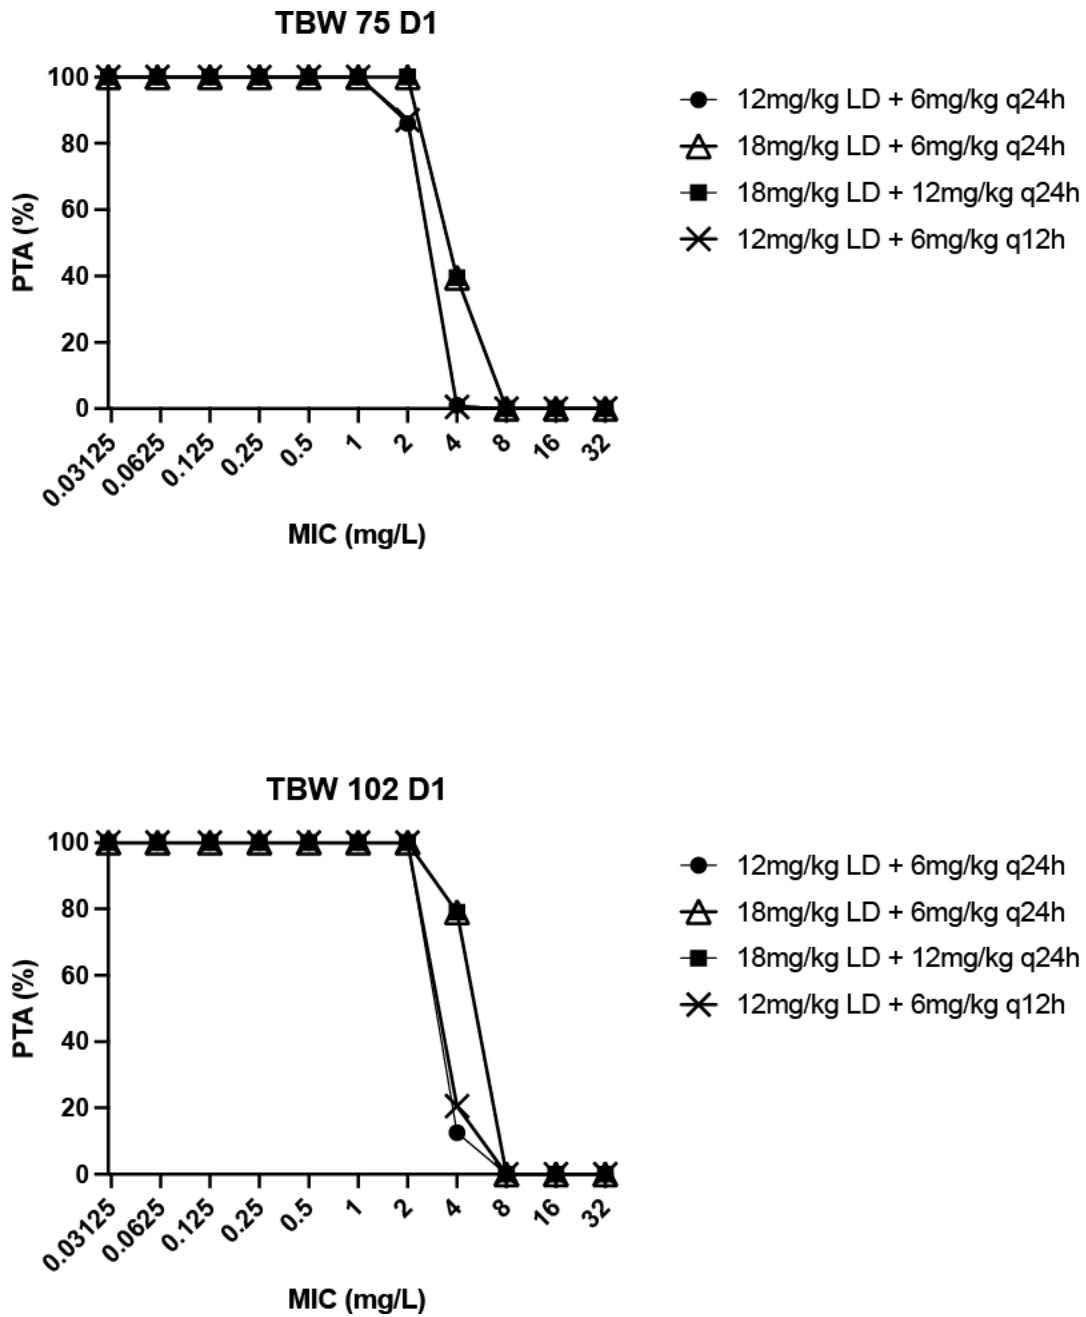 TBW 75 D1
100
80
60
40
20
0
PTA (%)
0.03125
0.0625
0.125
0.25
0.5
1
2
4
8
16
32
MIC (mg/L)
12mg/kg LD + 6mg/kg q24h
18mg/kg LD + 6mg/kg q24h
18mg/kg LD + 12mg/kg q24h
12mg/kg LD + 6mg/kg q12h
TBW 102 D1
100
80
60
40
20
0
PTA (%)
0.03125
0.0625
0.125
0.25
0.5
1
2
4
8
16
32
MIC (mg/L)
12mg/kg LD + 6mg/kg q24h
18mg/kg LD + 6mg/kg q24h
18mg/kg LD + 12mg/kg q24h
12mg/kg LD + 6mg/kg q12h